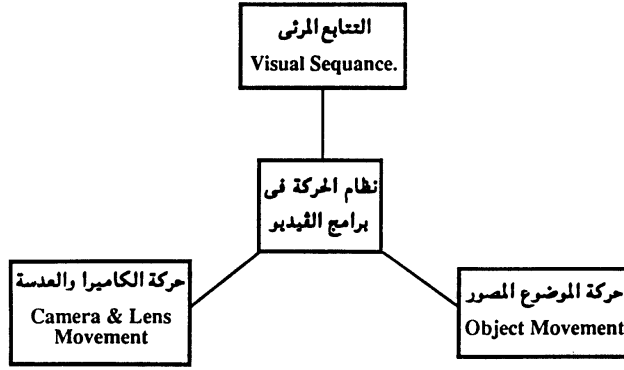 التتابع المرئى
Visual Sequance.
نظام الحركة فى
برامج الڤيديو
حركة الكاميرا والعدسة
Camera & Lens
Movement
حركة الموضوع المصور
Object Movement